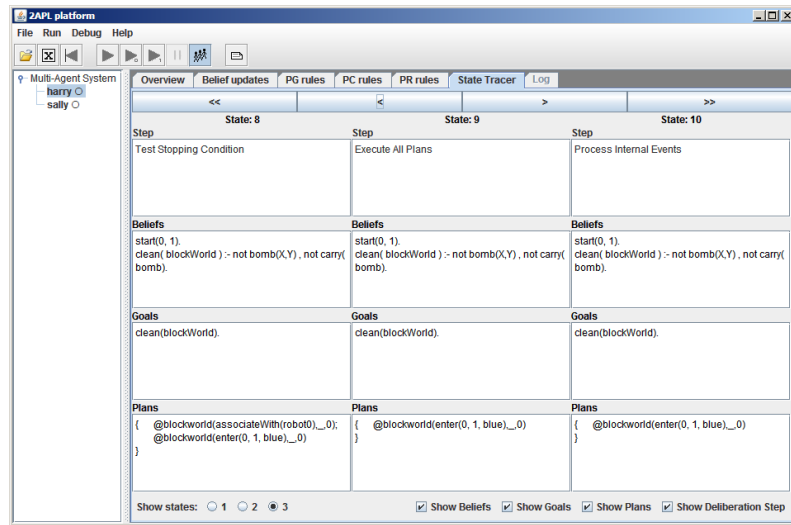 2APL platform
File Run Debug Help
Multi-Agent System
harry
sally
Overview Belief updates PG rules PC rules PR rules State Tracer Log
<< < > >>
State: 8 State: 9 State: 10
Step Step Step
Test Stopping Condition Execute All Plans Process Internal Events
Beliefs Beliefs Beliefs
start(0, 1). start(0, 1). start(0, 1).
clean( blockWorld ) :- not bomb(X,Y) , not carry( clean( blockWorld ) :- not bomb(X,Y) , not carry( clean( blockWorld ) :- not bomb(X,Y) , not carry(
bomb). bomb). bomb).
Goals Goals Goals
clean(blockWorld). clean(blockWorld). clean(blockWorld).
Plans Plans Plans
{ @blockworld(associateWith(robot0),_,0); { @blockworld(enter(0, 1, blue),_,0) { @blockworld(enter(0, 1, blue),_,0)
@blockworld(enter(0, 1, blue),_,0) } }
}
Show states: 1 2 3 Show Beliefs Show Goals Show Plans Show Deliberation Step